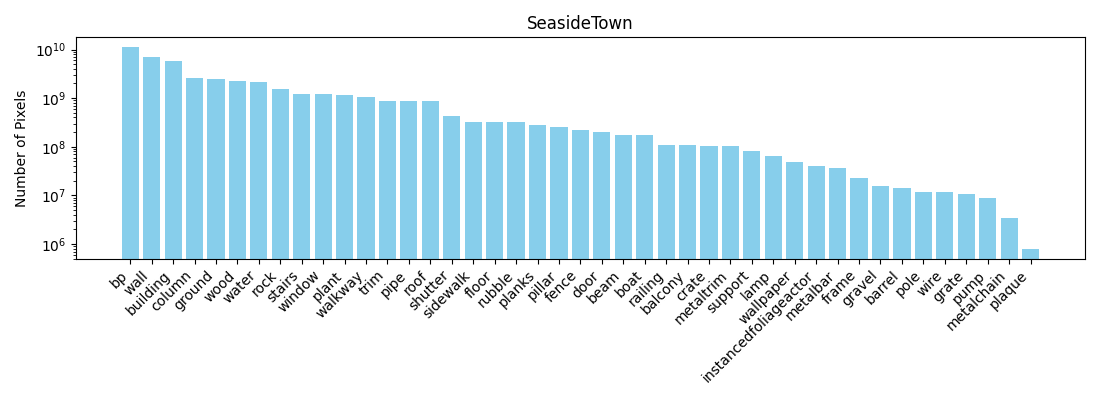 SeasideTown
Number of Pixels
10^10
10^9
10^8
10^7
10^6
bp
wall
building
column
ground
wood
water
rock
stairs
window
plant
walkway
trim
pipe
roof
shutter
sidewalk
floor
rubble
planks
pillar
fence
door
beam
boat
railing
balcony
crate
metaltrim
support
lamp
wallpaper
instancedfoliageactor
metalbar
frame
gravel
barrel
pole
wire
grate
pump
metalchain
plaque